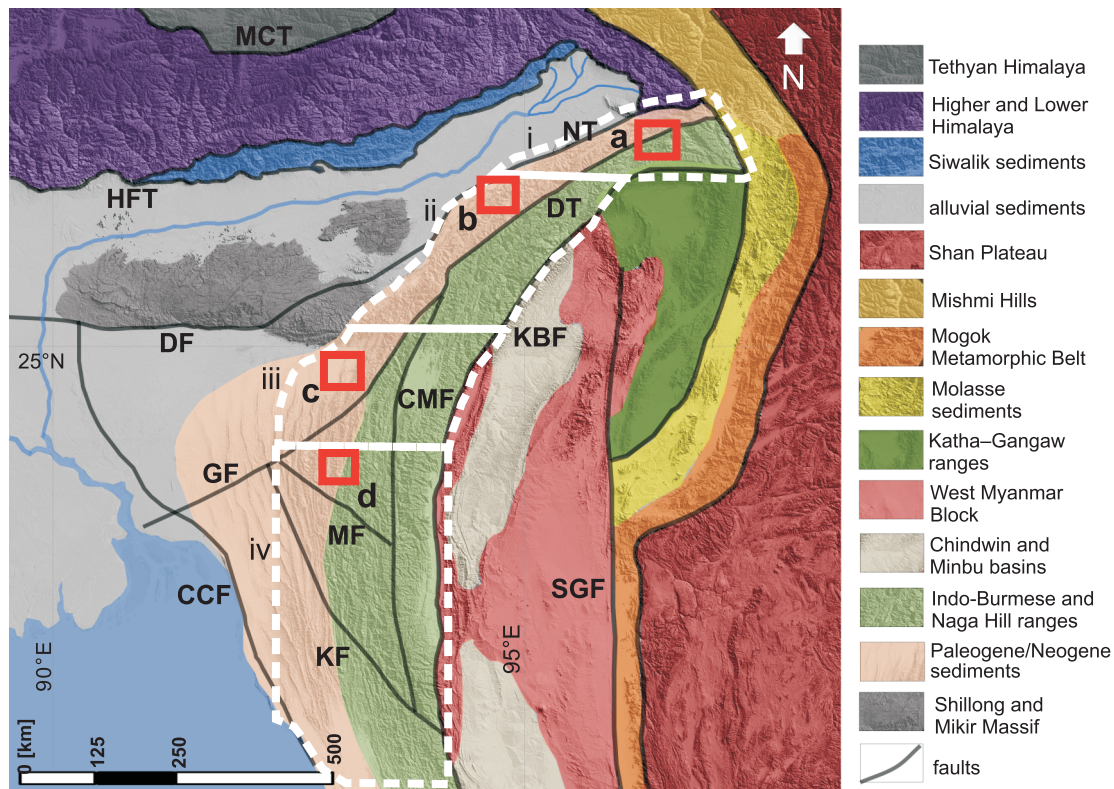 MCT
N
i
NT
a
HFT
ii
b
DT
25°N
DF
KBF
iii
c
CMF
GF
d
MF
iv
CCF
SGF
KF
90°E
95°E
0 [km]
125
250
500
Tethyan Himalaya
Higher and Lower
Himalaya
Siwalik sediments
alluvial sediments
Shan Plateau
Mishmi Hills
Mogok
Metamorphic Belt
Molasse
sediments
Katha–Gangaw
ranges
West Myanmar
Block
Chindwin and
Minbu basins
Indo-Burmese and
Naga Hill ranges
Paleogene/Neogene
sediments
Shillong and
Mikir Massif
faults